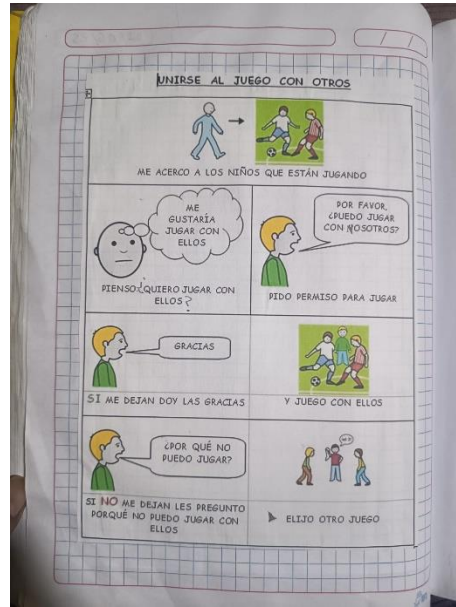 UNIRSE AL JUEGO CON OTROS
ME ACERCO A LOS NIÑOS QUE ESTÁN JUGANDO
ME
GUSTARÍA
JUGAR CON
ELLOS
PIENSO ¿QUIERO JUGAR CON
ELLOS?
POR FAVOR,
¿PUEDO JUGAR
CON NOSOTROS?
PIDO PERMISO PARA JUGAR
GRACIAS
SI ME DEJAN DOY LAS GRACIAS
Y JUEGO CON ELLOS
¿POR QUÉ NO
PUEDO JUGAR?
SI NO ME DEJAN LES PREGUNTO
PORQUÉ NO PUEDO JUGAR CON
ELLOS
ELIJO OTRO JUEGO